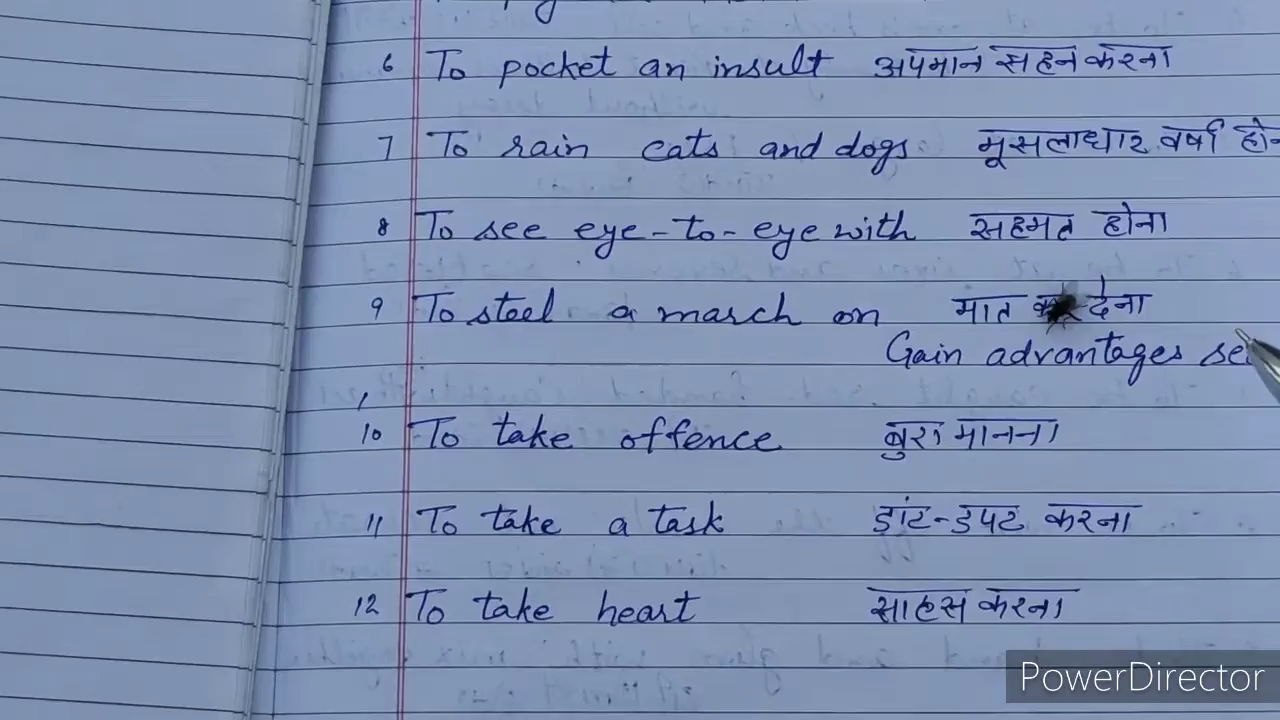 6 To pocket an insult अपमान सहन करना
7 To rain cats and dogs मूसलाधार वर्षा
8 To see eye-to-eye with सहमत होना
9 To steel a march on मात देना
Gain advantages
10 To take offence बुरा मानना
11 To take a task डांट-डपट करना
12 To take heart साहस करना
PowerDirector